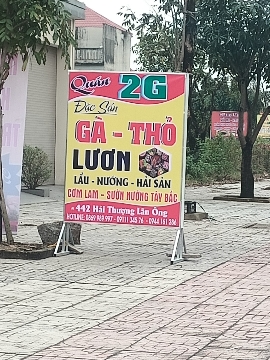 Quán 2G
Đặc Sản
GÀ - THỎ
LƯƠN
LẨU - NƯỚNG - HẢI SẢN
CƠM LAM - SƯỜN NƯỚNG TÂY BẮC
442 Hải Thượng Lãn Ông
HOTLINE: